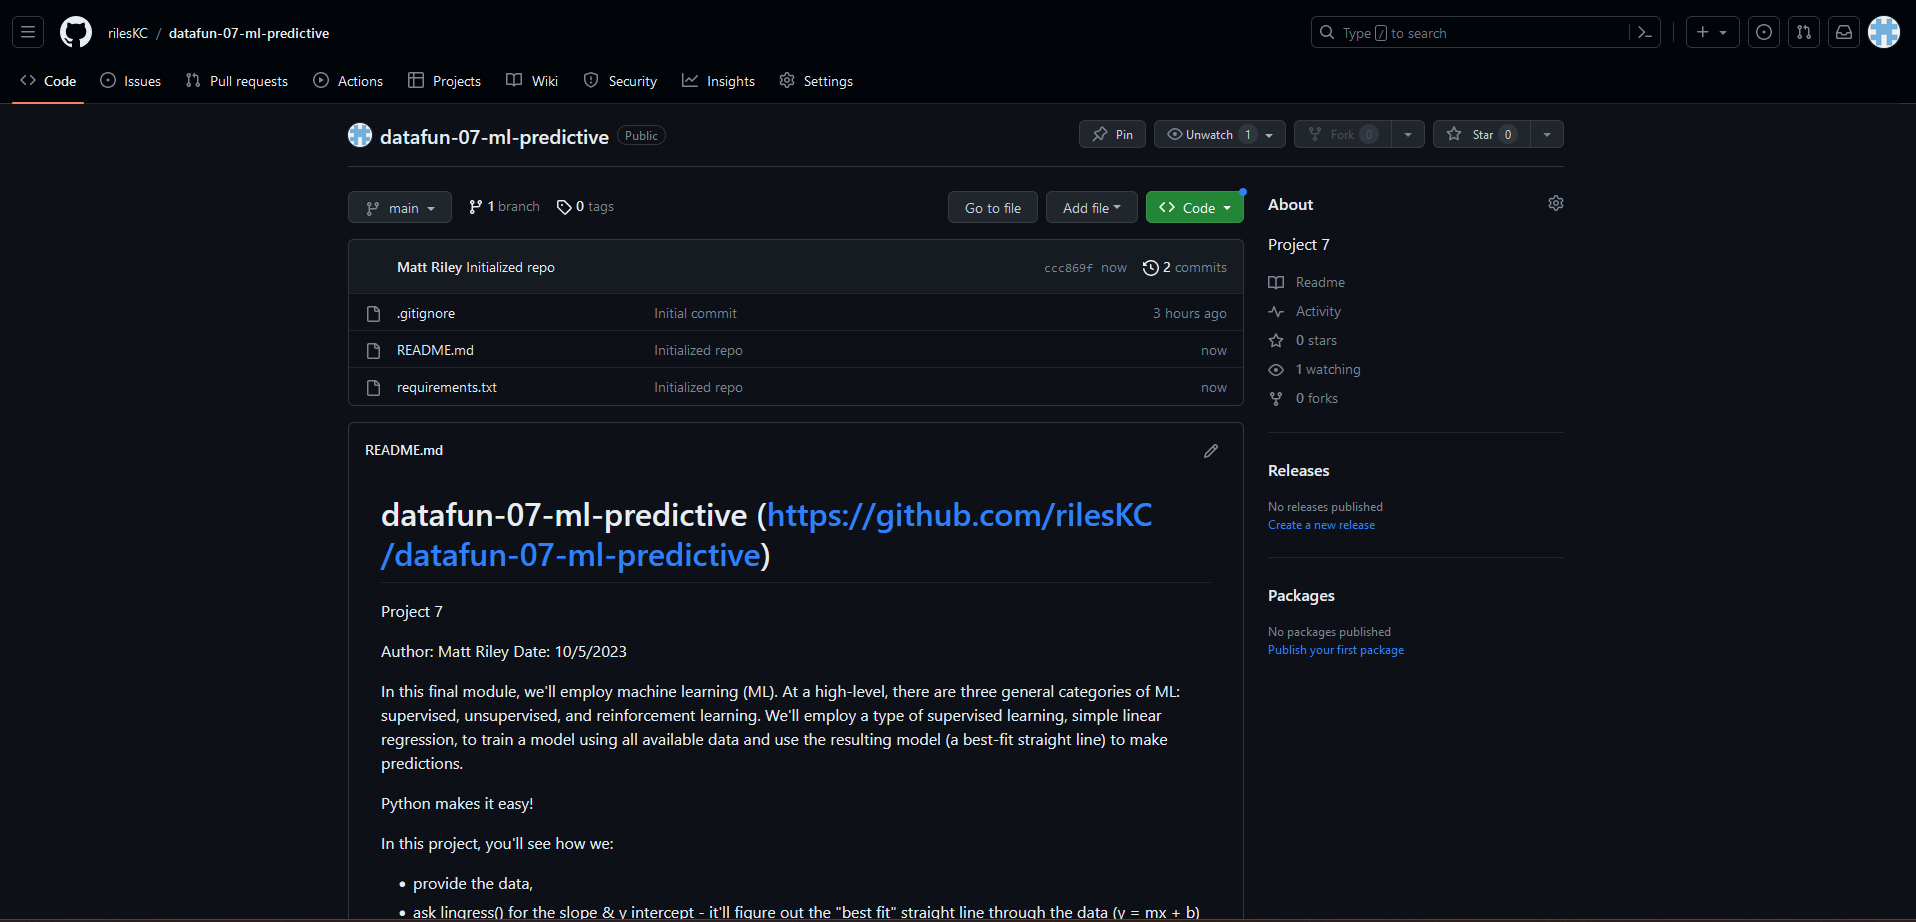 rilesKC / datafun-07-ml-predictive
Type / to search
Code Issues Pull requests Actions Projects Wiki Security Insights Settings
datafun-07-ml-predictive Public
Pin Unwatch 1 Fork 0 Star 0
main 1 branch 0 tags
Go to file Add file Code
Matt Riley Initialized repo ccc869f now 2 commits
.gitignore Initial commit 3 hours ago
README.md Initialized repo now
requirements.txt Initialized repo now
README.md
datafun-07-ml-predictive (https://github.com/rilesKC
/datafun-07-ml-predictive)
Project 7
Author: Matt Riley Date: 10/5/2023
In this final module, we'll employ machine learning (ML). At a high-level, there are three general categories of ML:
supervised, unsupervised, and reinforcement learning. We'll employ a type of supervised learning, simple linear
regression, to train a model using all available data and use the resulting model (a best-fit straight line) to make
predictions.
Python makes it easy!
In this project, you'll see how we:
• provide the data,
• ask lingress() for the slope & y intercept - it'll figure out the "best fit" straight line through the data (y = mx + b)
About
Project 7
Readme
Activity
0 stars
1 watching
0 forks
Releases
No releases published
Create a new release
Packages
No packages published
Publish your first package